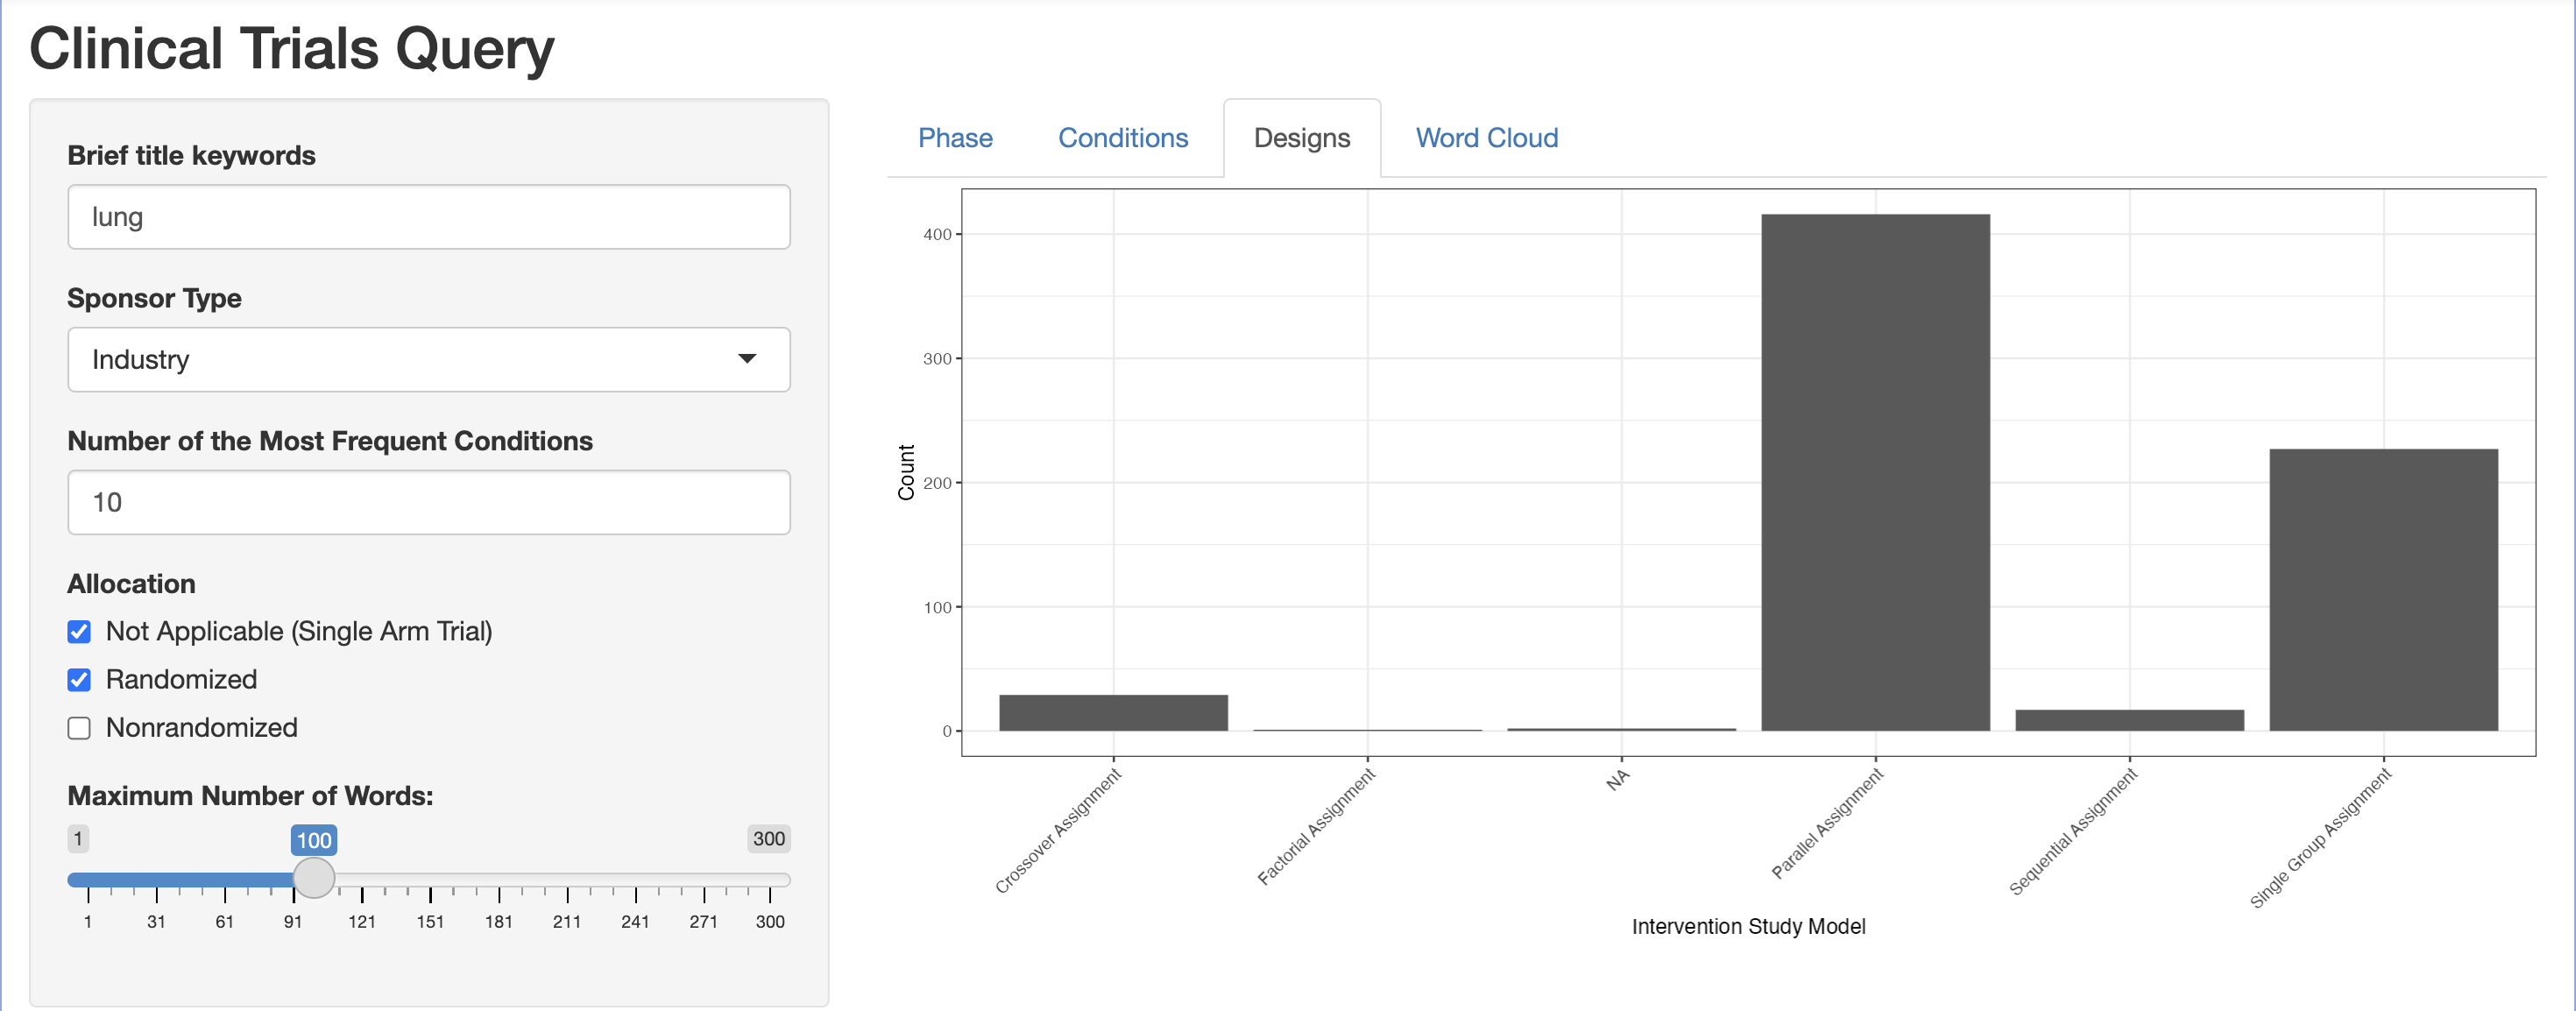 Clinical Trials Query
Brief title keywords
lung
Sponsor Type
Industry
Number of the Most Frequent Conditions
10
Allocation
Not Applicable (Single Arm Trial)
Randomized
Nonrandomized
Maximum Number of Words:
1 100 300
1 31 61 91 121 151 181 211 241 271 300
Phase Conditions Designs Word Cloud
Count
400
300
200
100
0
Crossover Assignment
Factorial Assignment
NA
Parallel Assignment
Sequential Assignment
Single Group Assignment
Intervention Study Model